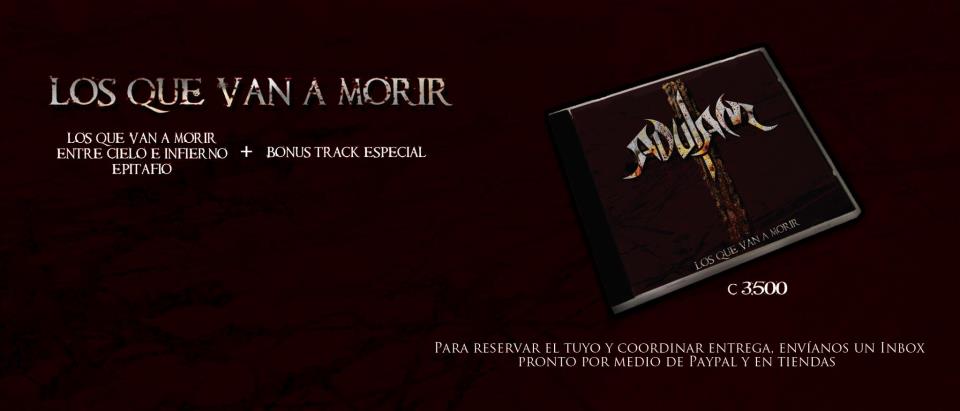 LOS QUE VAN A MORIR
LOS QUE VAN A MORIR
ENTRE CIELO E INFIERNO
EPITAFIO
+
BONUS TRACK ESPECIAL
ADULAM
LOS QUE VAN A MORIR
C 3.500
PARA RESERVAR EL TUYO Y COORDINAR ENTREGA, ENVÍANOS UN INBOX
PRONTO POR MEDIO DE PAYPAL Y EN TIENDAS